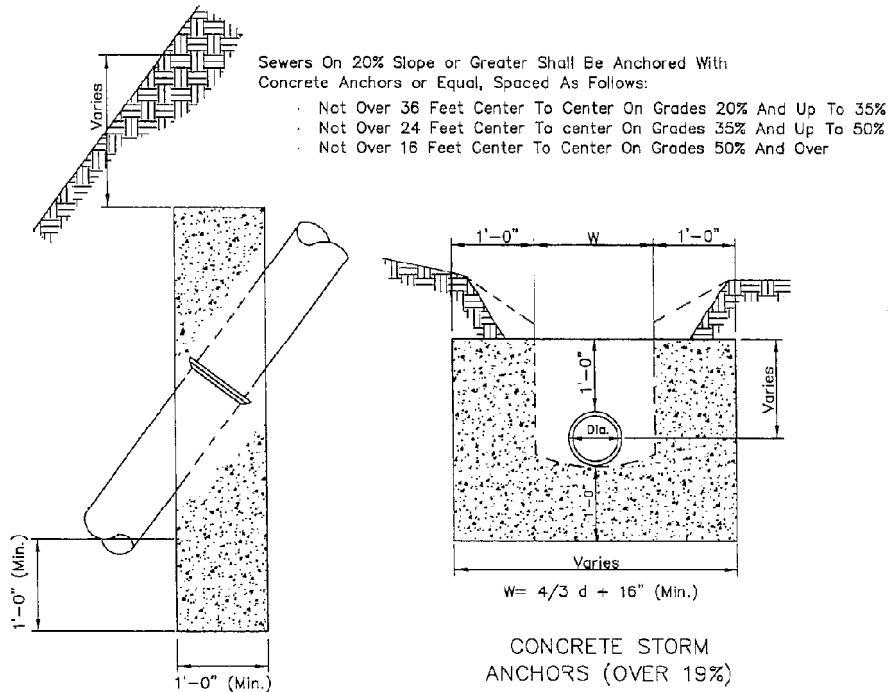 Sewers On 20% Slope or Greater Shall Be Anchored With
Concrete Anchors or Equal, Spaced As Follows:
· Not Over 36 Feet Center To Center On Grades 20% And Up To 35%
· Not Over 24 Feet Center To center On Grades 35% And Up To 50%
· Not Over 16 Feet Center To Center On Grades 50% And Over
Varies
1'-0" (Min.)
1'-0" (Min.)
1'-0"
W
1'-0"
1'-0"
Varies
Dia.
1-0
Varies
W= 4/3 d + 16" (Min.)
CONCRETE STORM
ANCHORS (OVER 19%)